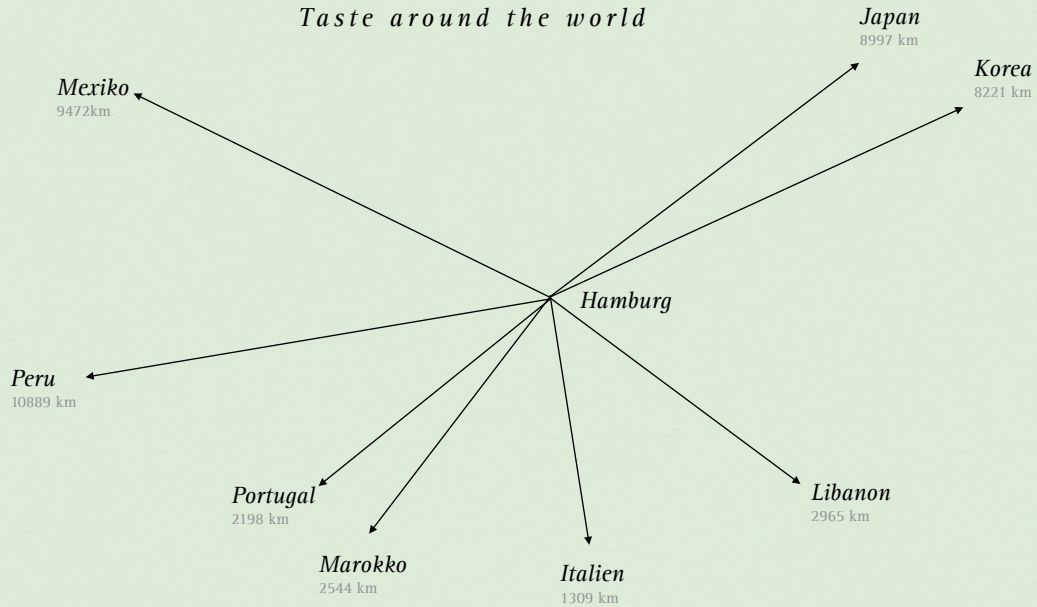 Taste around the world
Japan
8997 km
Korea
8221 km
Mexiko
9472km
Hamburg
Peru
10889 km
Portugal
2198 km
Libanon
2965 km
Marokko
2544 km
Italien
1309 km